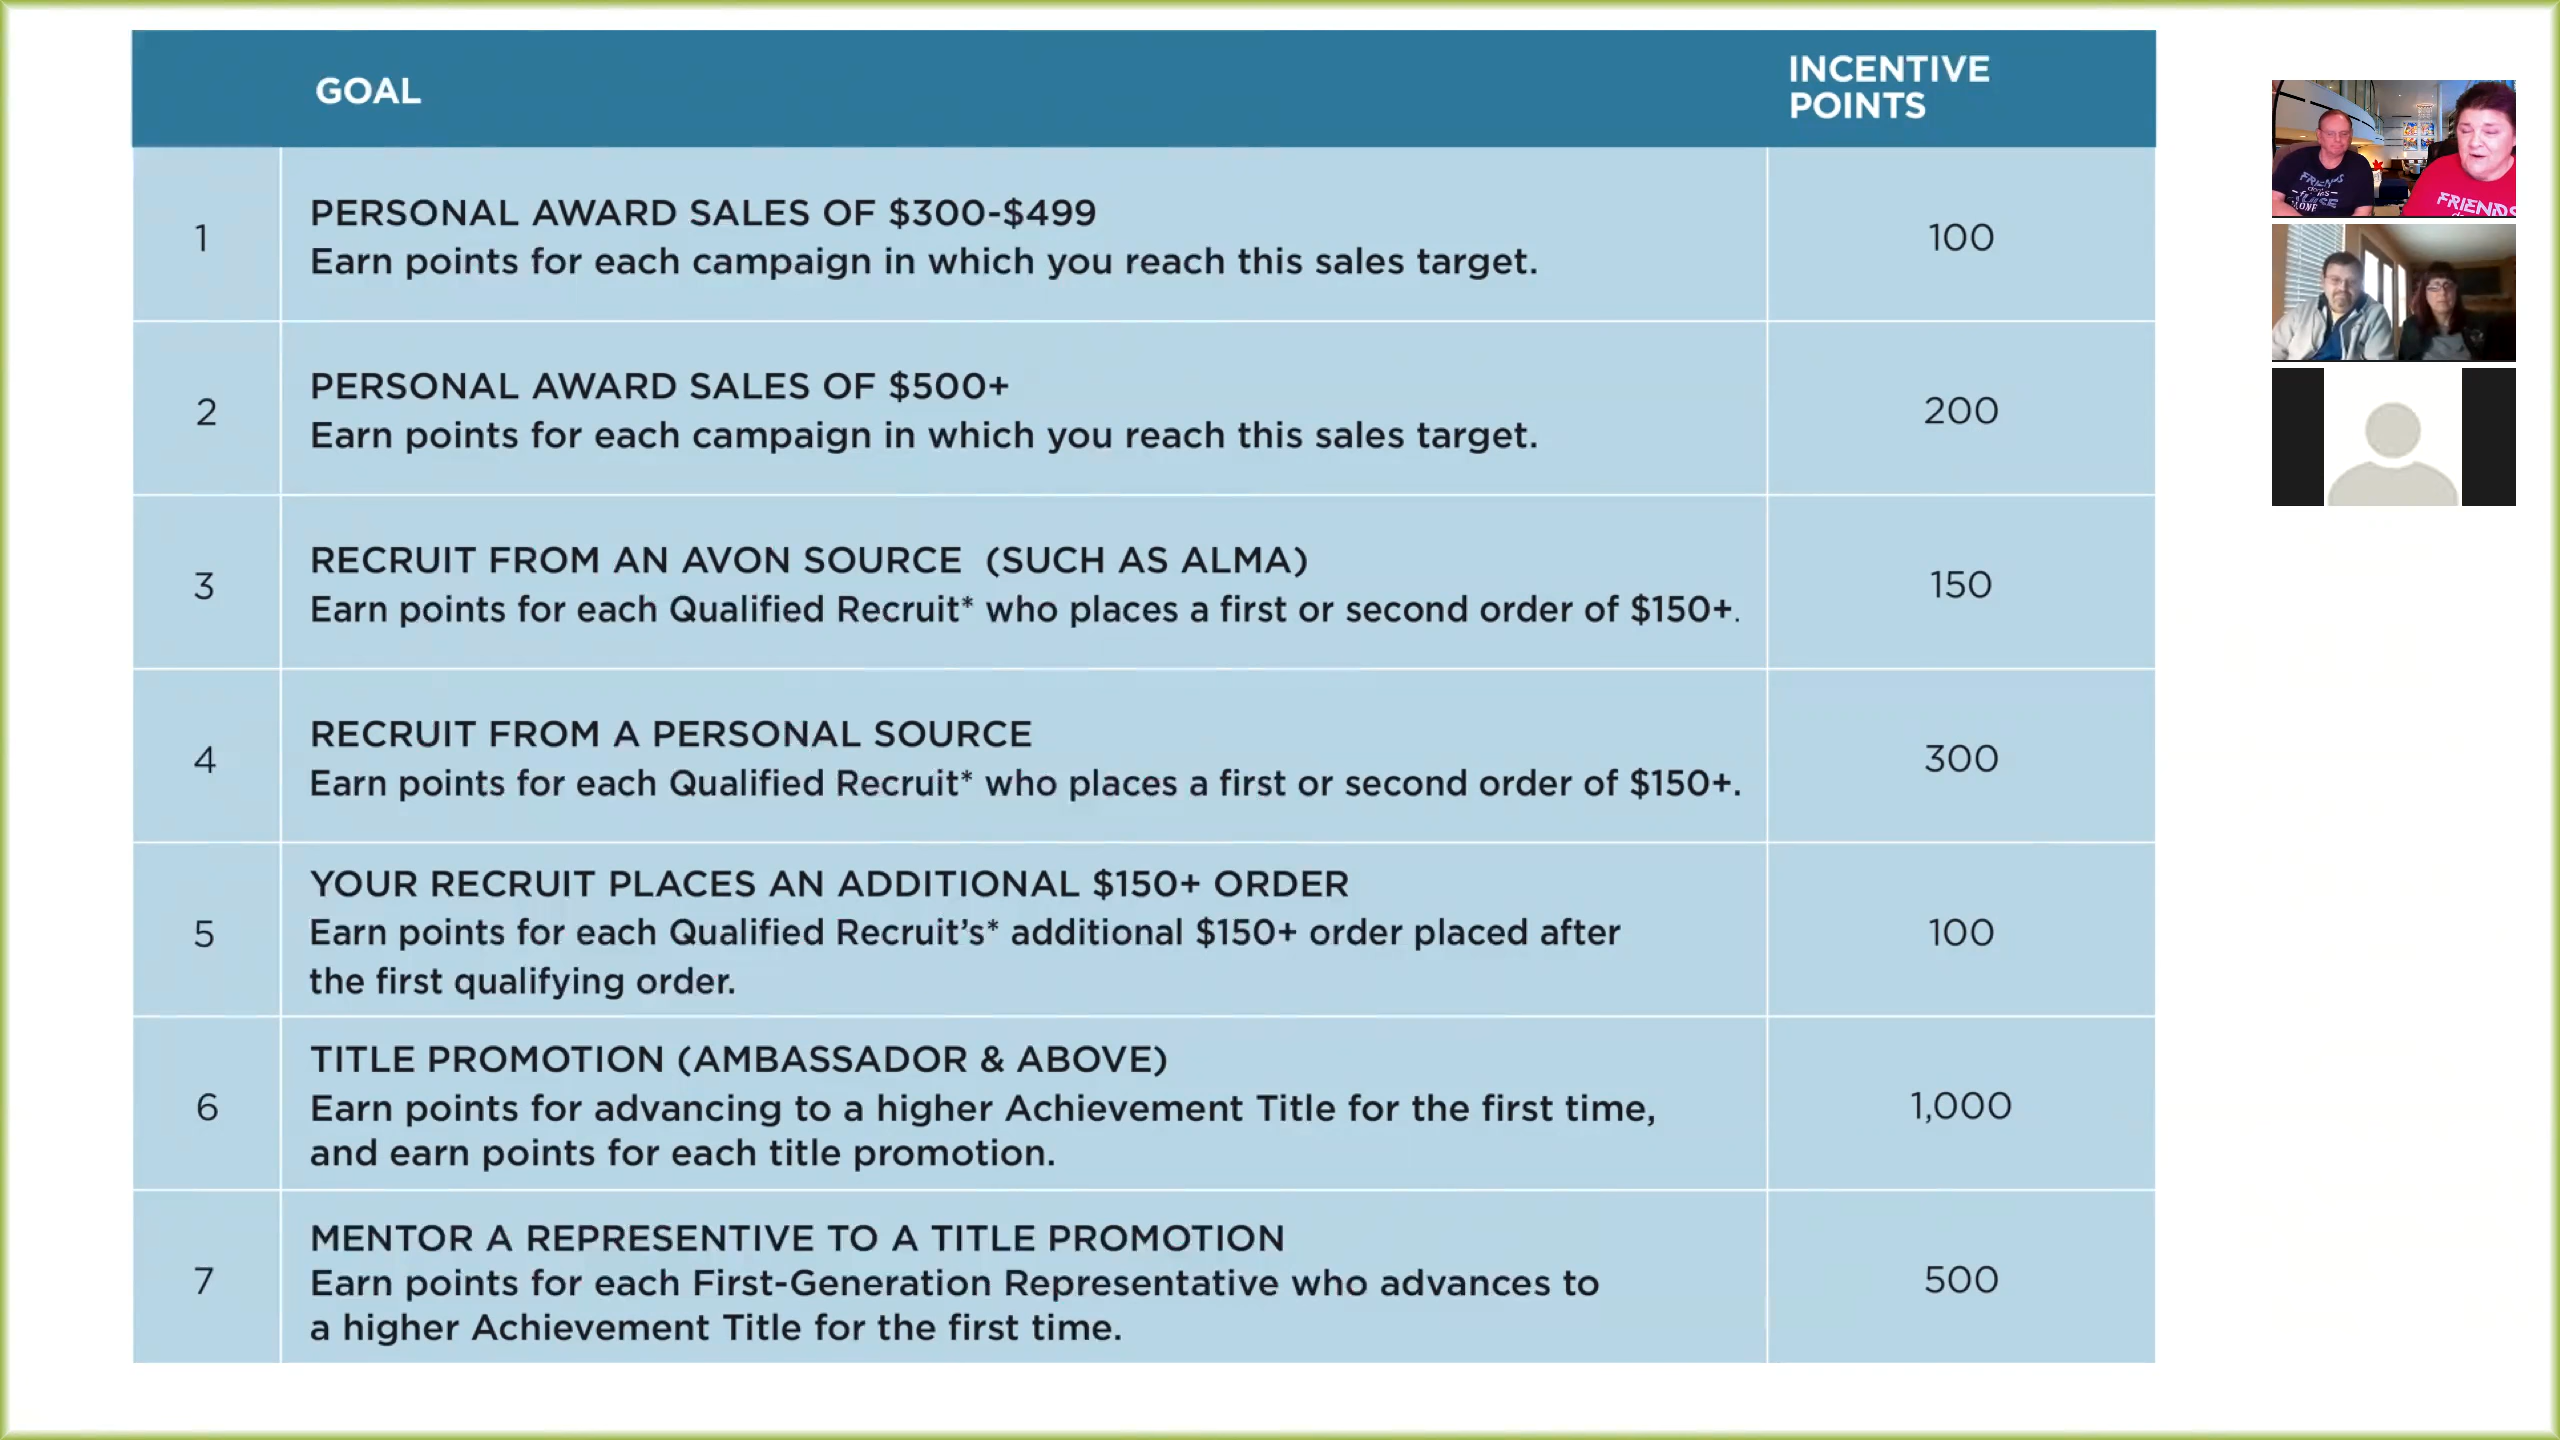 GOAL
INCENTIVE
POINTS
1
PERSONAL AWARD SALES OF $300-$499
Earn points for each campaign in which you reach this sales target.
100
2
PERSONAL AWARD SALES OF $500+
Earn points for each campaign in which you reach this sales target.
200
3
RECRUIT FROM AN AVON SOURCE (SUCH AS ALMA)
Earn points for each Qualified Recruit* who places a first or second order of $150+.
150
4
RECRUIT FROM A PERSONAL SOURCE
Earn points for each Qualified Recruit* who places a first or second order of $150+.
300
5
YOUR RECRUIT PLACES AN ADDITIONAL $150+ ORDER
Earn points for each Qualified Recruit's* additional $150+ order placed after
the first qualifying order.
100
6
TITLE PROMOTION (AMBASSADOR & ABOVE)
Earn points for advancing to a higher Achievement Title for the first time,
and earn points for each title promotion.
1,000
7
MENTOR A REPRESENTIVE TO A TITLE PROMOTION
Earn points for each First-Generation Representative who advances to
a higher Achievement Title for the first time.
500
FRIENDS
FRIENDS